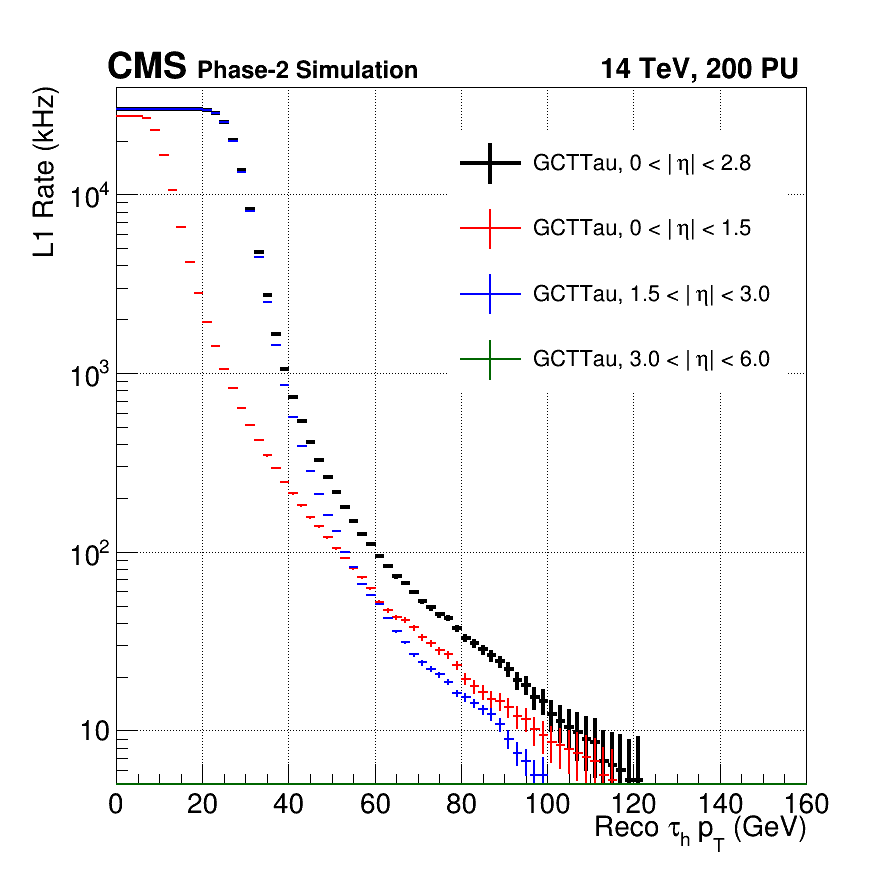 CMS Phase-2 Simulation 14 TeV, 200 PU
L1 Rate (kHz)
GCTTau, 0 < | η| < 2.8
GCTTau, 0 < | η| < 1.5
GCTTau, 1.5 < | η| < 3.0
GCTTau, 3.0 < | η| < 6.0
10⁴
10³
10²
10
0 20 40 60 80 100 120 140 160
Reco τₕ p_T (GeV)